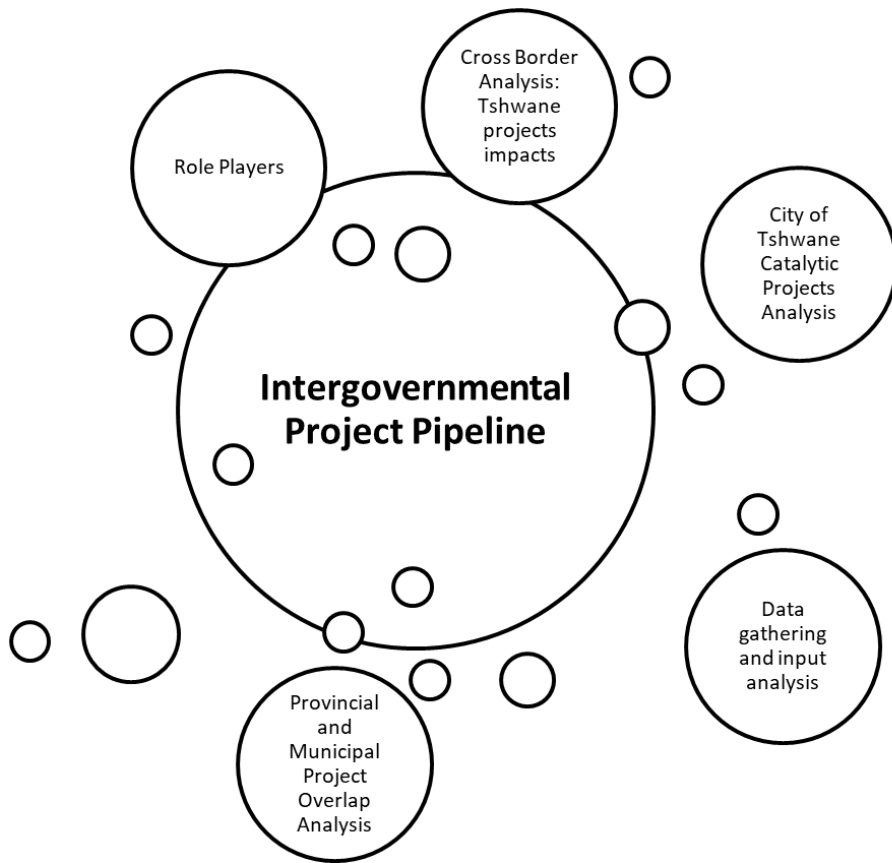 Cross Border
Analysis:
Tshwane
projects
impacts
Role Players
City of
Tshwane
Catalytic
Projects
Analysis
Intergovernmental
Project Pipeline
Data
gathering
and input
analysis
Provincial
and
Municipal
Project
Overlap
Analysis